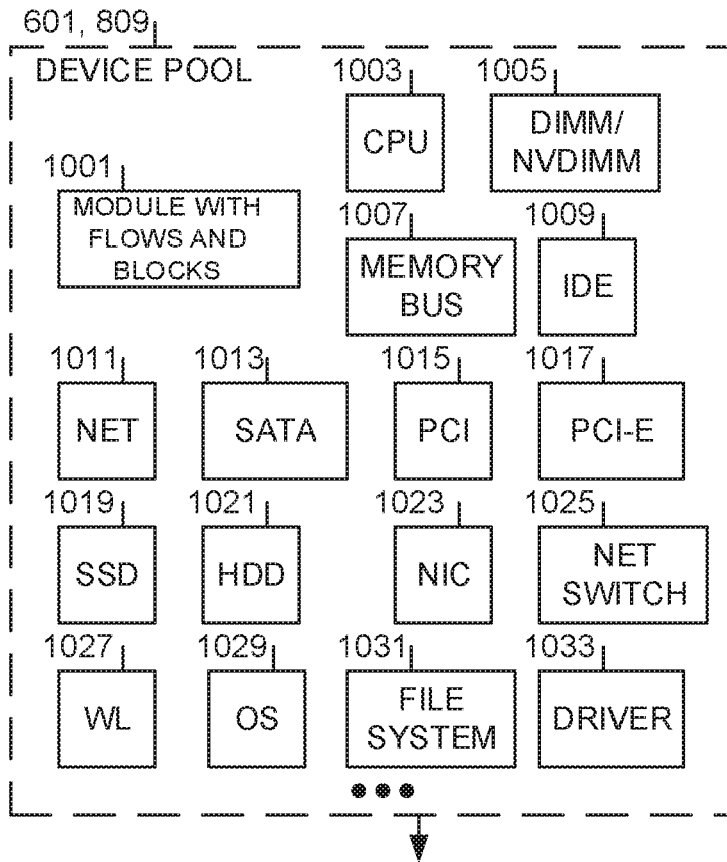 601, 809
DEVICE POOL
1003
1005
CPU
DIMM/
NVDIMM
1001
MODULE WITH
FLOWS AND
BLOCKS
1007
1009
MEMORY
BUS
IDE
1011
1013
1015
1017
NET
SATA
PCI
PCI-E
1019
1021
1023
1025
SSD
HDD
NIC
NET
SWITCH
1027
1029
1031
1033
WL
OS
FILE
SYSTEM
DRIVER